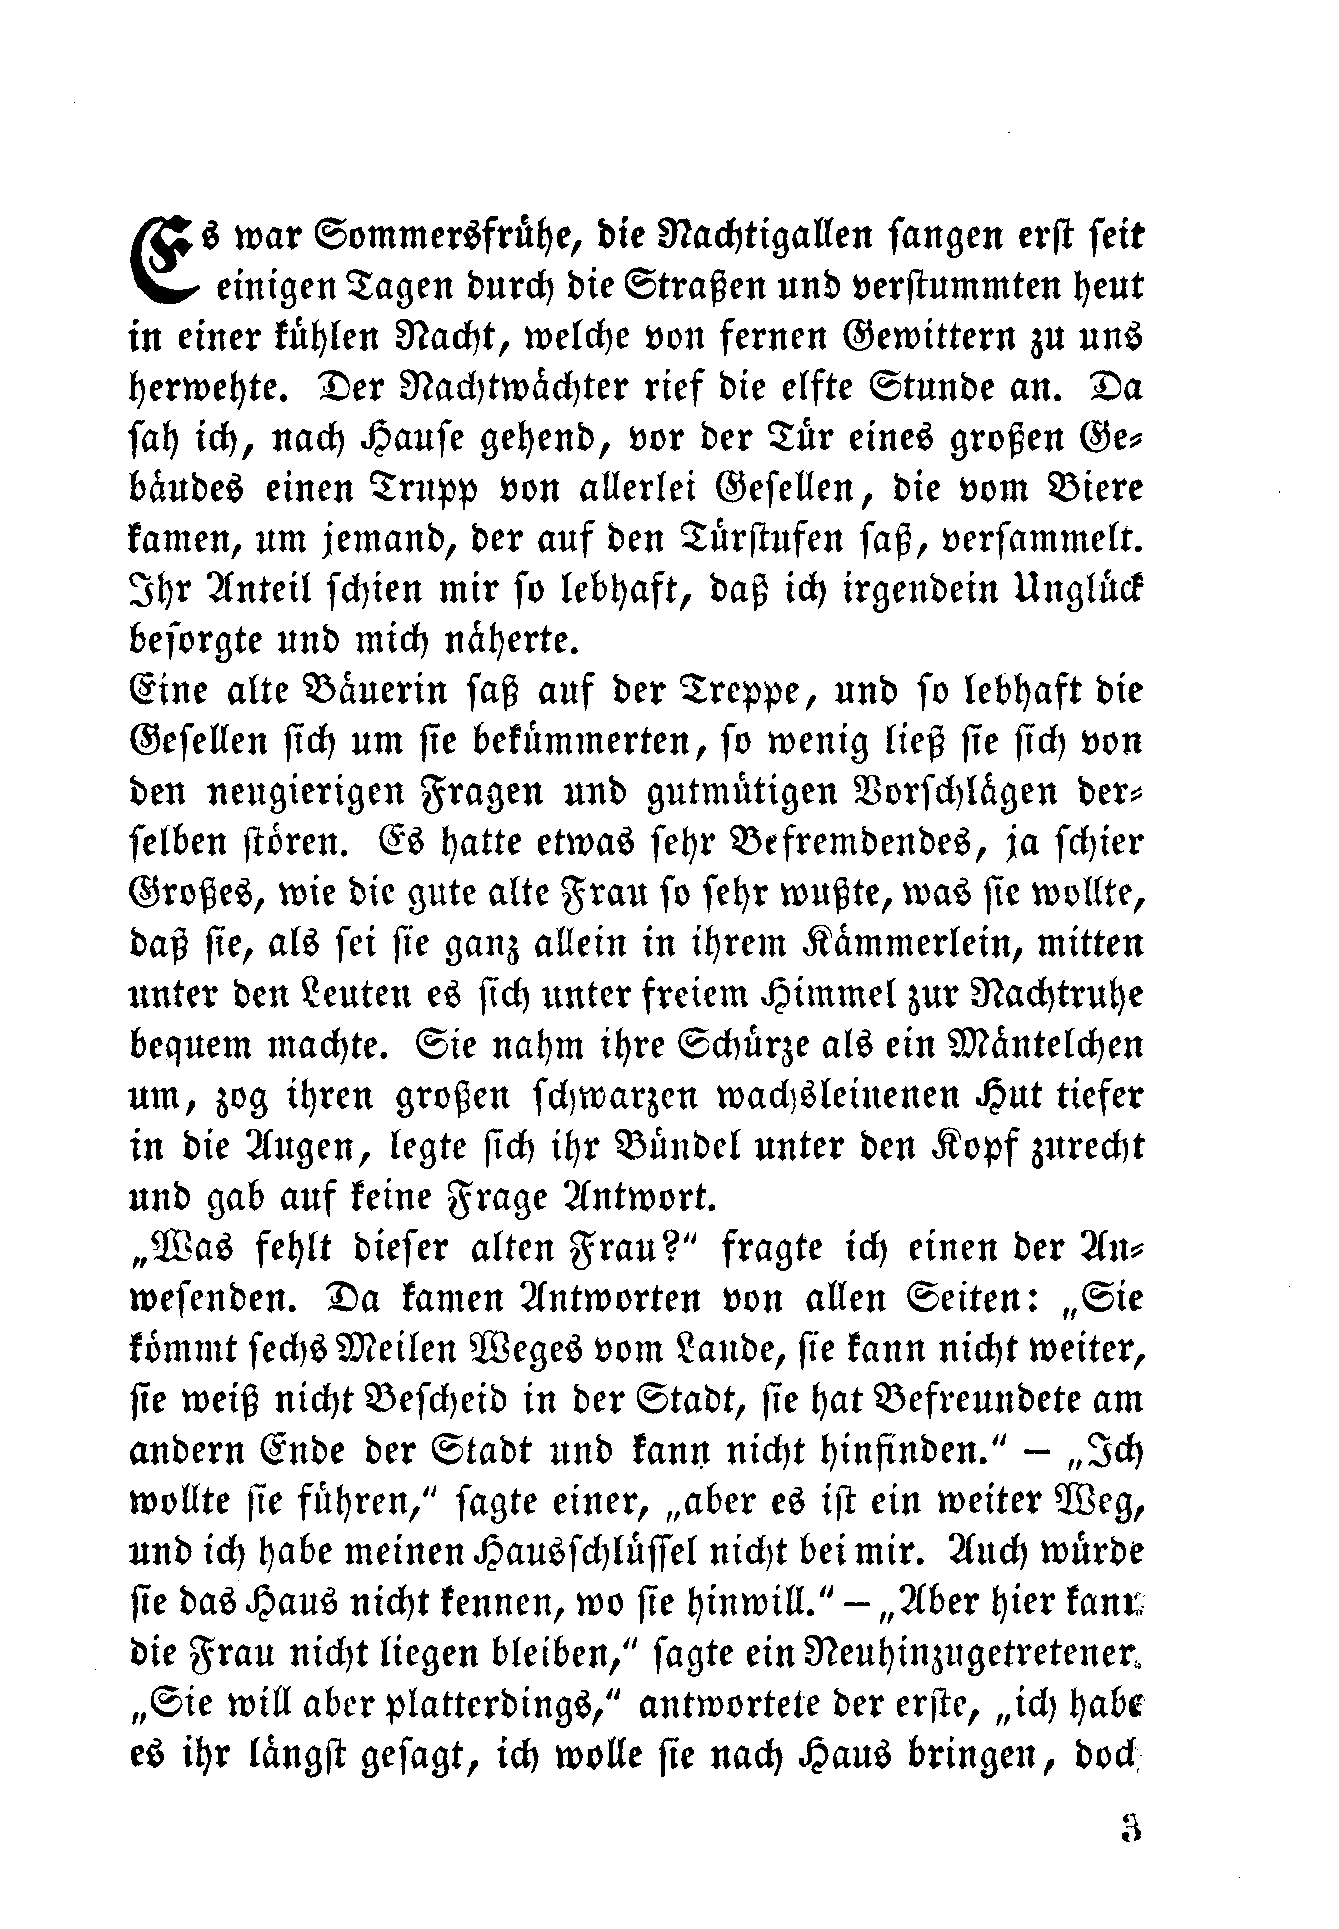 Es war Sommersfrühe, die Nachtigallen sangen erst seit
einigen Tagen durch die Straßen und verstummten heut
in einer kühlen Nacht, welche von fernen Gewittern zu uns
herwehte. Der Nachtwächter rief die elfte Stunde an. Da
sah ich, nach Hause gehend, vor der Tür eines großen Ge-
bäudes einen Trupp von allerlei Gesellen, die vom Biere
kamen, um jemand, der auf den Türstufen saß, versammelt.
Ihr Anteil schien mir so lebhaft, daß ich irgendein Unglück
besorgte und mich näherte.
Eine alte Bäuerin saß auf der Treppe, und so lebhaft die
Gesellen sich um sie bekümmerten, so wenig ließ sie sich von
den neugierigen Fragen und gutmütigen Vorschlägen der-
selben stören. Es hatte etwas sehr Befremdendes, ja schier
Großes, wie die gute alte Frau so sehr wußte, was sie wollte,
daß sie, als sei sie ganz allein in ihrem Kämmerlein, mitten
unter den Leuten es sich unter freiem Himmel zur Nachtruhe
bequem machte. Sie nahm ihre Schürze als ein Mäntelchen
um, zog ihren großen schwarzen wachsleinenen Hut tiefer
in die Augen, legte sich ihr Bündel unter den Kopf zurecht
und gab auf keine Frage Antwort.
„Was fehlt dieser alten Frau?“ fragte ich einen der An-
wesenden. Da kamen Antworten von allen Seiten: „Sie
kömmt sechs Meilen Weges vom Lande, sie kann nicht weiter,
sie weiß nicht Bescheid in der Stadt, sie hat Befreundete am
andern Ende der Stadt und kann nicht hinfinden.“ – „Ich
wollte sie führen,“ sagte einer, „aber es ist ein weiter Weg,
und ich habe meinen Hausschlüssel nicht bei mir. Auch würde
sie das Haus nicht kennen, wo sie hinwill.“ – „Aber hier kann
die Frau nicht liegen bleiben,“ sagte ein Neuhinzugetretener.
„Sie will aber platterdings,“ antwortete der erste, „ich habe
es ihr längst gesagt, ich wolle sie nach Haus bringen, doch
3